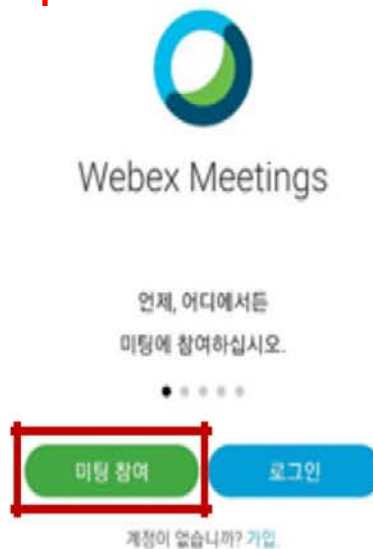 Webex Meetings
언제, 어디에서든
미팅에 참여하십시오.
미팅 참여
로그인
계정이 없습니까? 가입